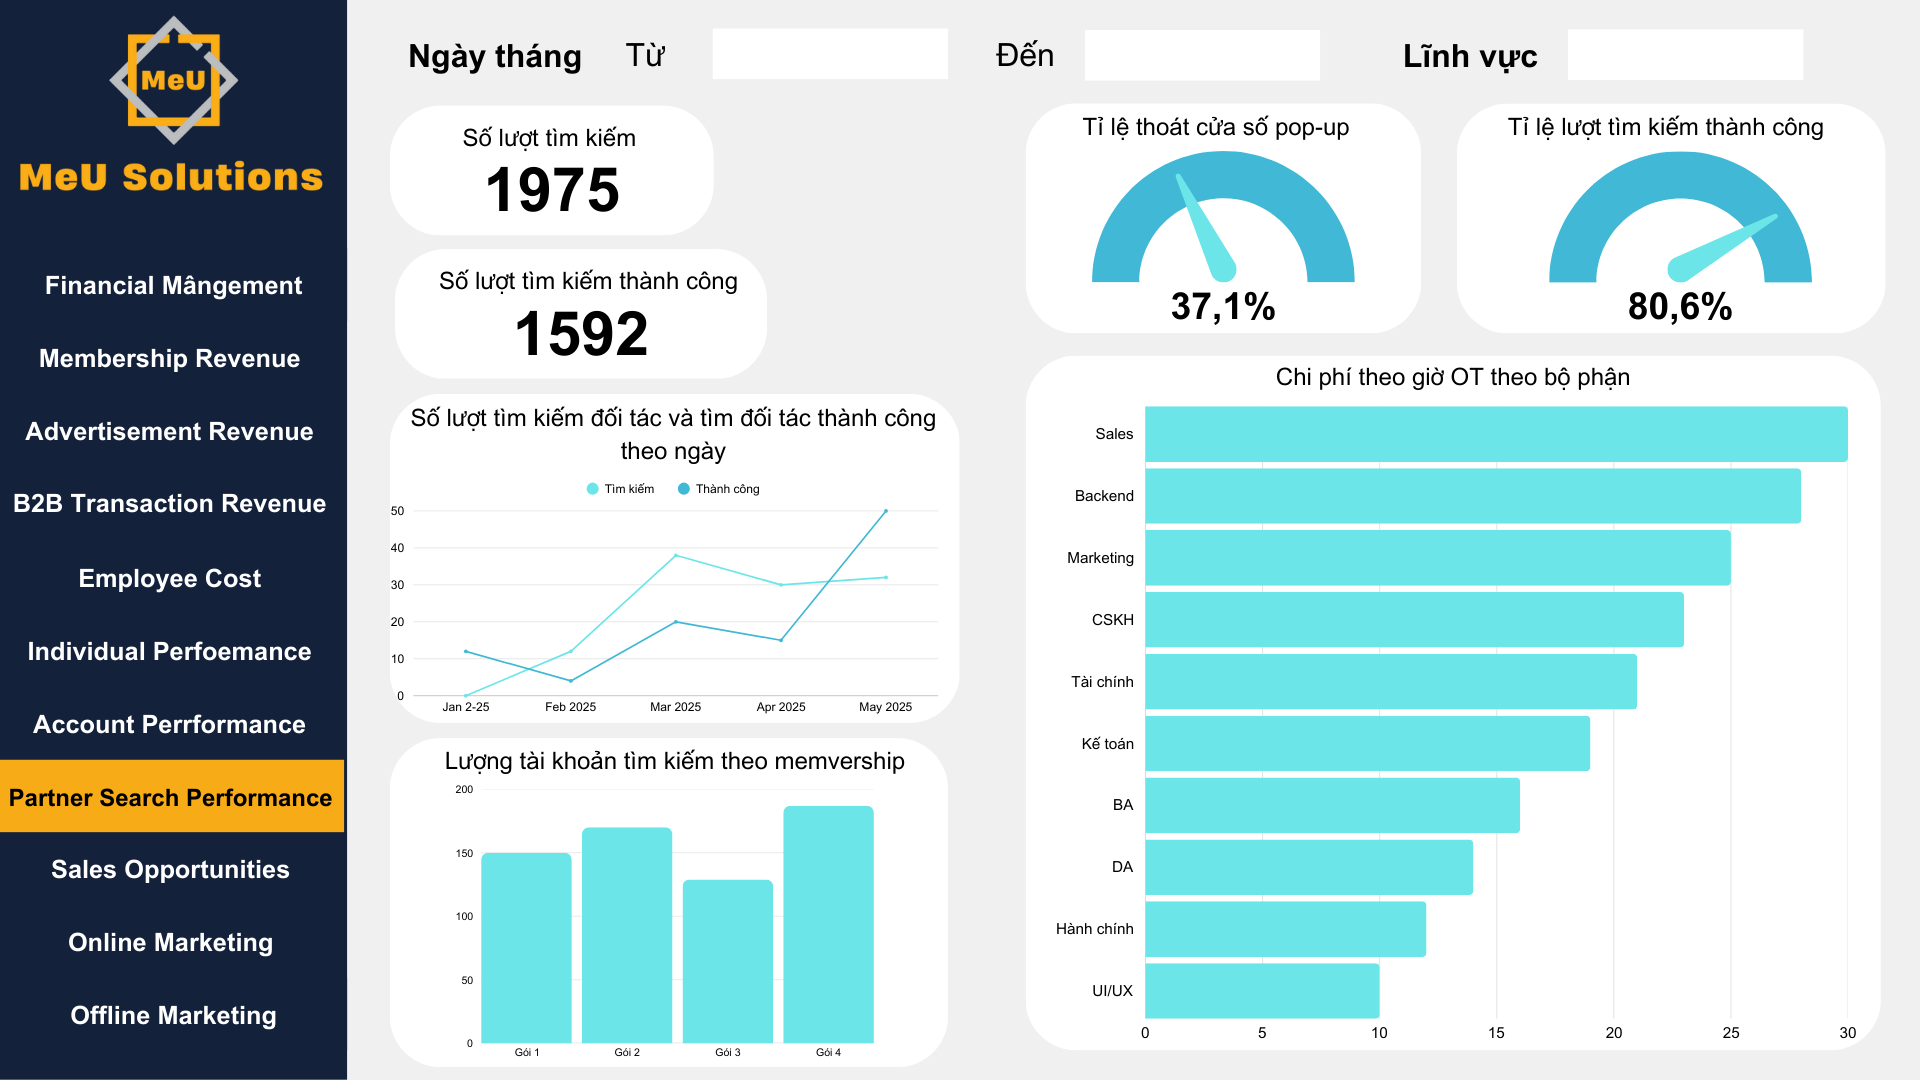 MeU
MeU Solutions
Financial Mângement
Membership Revenue
Advertisement Revenue
B2B Transaction Revenue
Employee Cost
Individual Perfoemance
Account Perrformance
Partner Search Performance
Sales Opportunities
Online Marketing
Offline Marketing
Ngày tháng Từ Đến Lĩnh vực
Số lượt tìm kiếm
1975
Số lượt tìm kiếm thành công
1592
Tỉ lệ thoát cửa sổ pop-up
37,1%
Tỉ lệ lượt tìm kiếm thành công
80,6%
Số lượt tìm kiếm đối tác và tìm đối tác thành công
theo ngày
Tìm kiếm Thành công
50
40
30
20
10
0
Jan 2-25 Feb 2025 Mar 2025 Apr 2025 May 2025
Lượng tài khoản tìm kiếm theo memvership
200
150
100
50
0
Gói 1 Gói 2 Gói 3 Gói 4
Chi phí theo giờ OT theo bộ phận
Sales
Backend
Marketing
CSKH
Tài chính
Kế toán
BA
DA
Hành chính
UI/UX
0 5 10 15 20 25 30